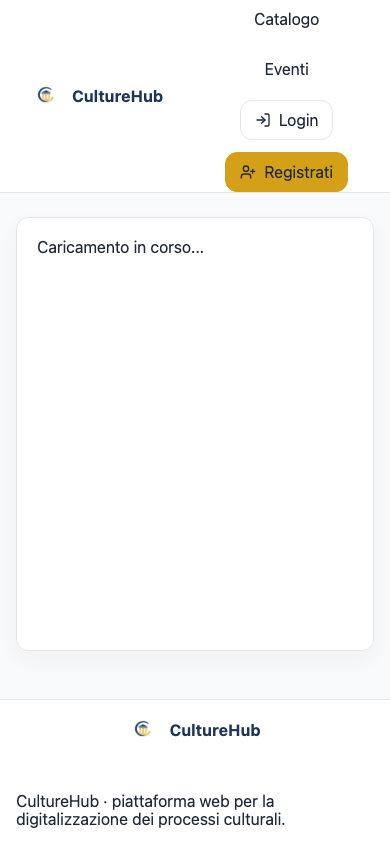 Catalogo
Eventi
CultureHub
Login
Registrati
Caricamento in corso...
CultureHub
CultureHub · piattaforma web per la
digitalizzazione dei processi culturali.